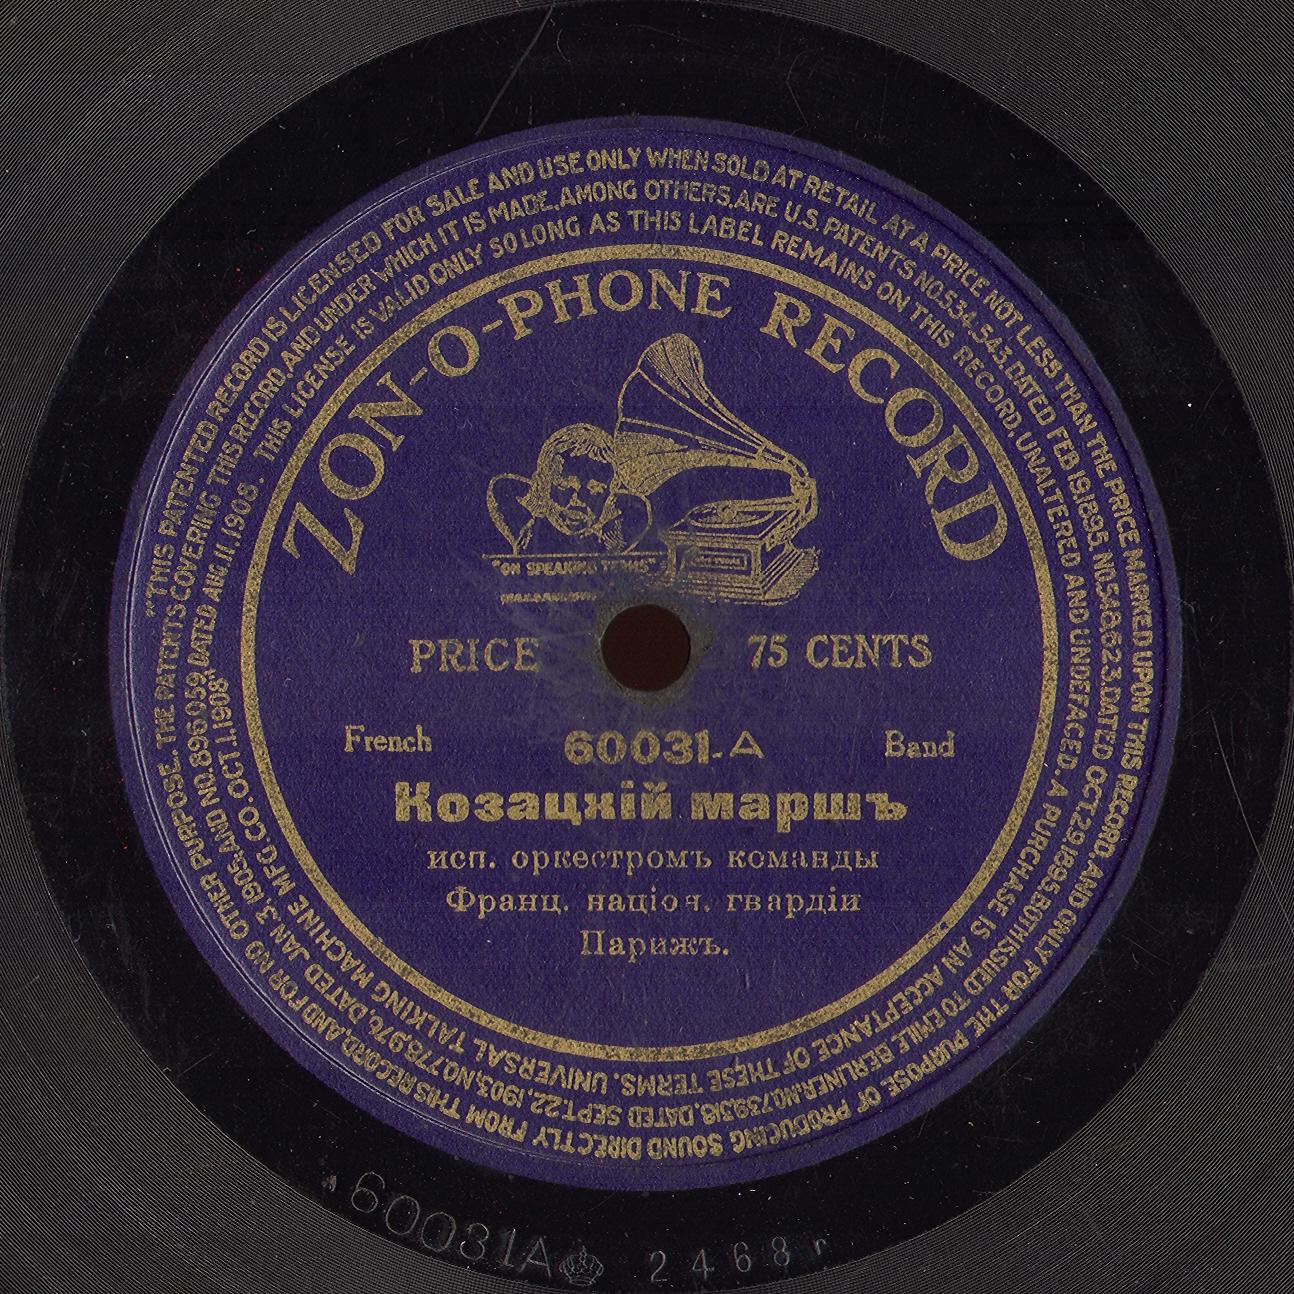 "THIS PATENTED RECORD IS LICENSED FOR SALE AND USE ONLY WHEN SOLD AT RETAIL AT A PRICE NOT LESS THAN THE PRICE MARKED UPON THIS RECORD, AND ONLY FOR THE PURPOSE OF PRODUCING SOUND DIRECTLY FROM THIS RECORD, AND FOR NO OTHER PURPOSE. THE PATENTS COVERING THIS RECORD, AND UNDER WHICH IT IS MADE, AMONG OTHERS, ARE U.S. PATENTS NO.534,543, DATED FEB.19,1895, NO.548,623, DATED OCT.29,1895, BOTH ISSUED TO EMILE BERLINER, NO.739,318, DATED SEPT.22,1903, NO.778,976, DATED JAN.3,1905, AND NO.896,059, DATED AUG.11,1908. THIS LICENSE IS VALID ONLY SO LONG AS THIS LABEL REMAINS ON THIS RECORD, UNALTERED AND UNDEFACED. A PURCHASE IS AN ACCEPTANCE OF THESE TERMS. UNIVERSAL TALKING MACHINE MFG. CO. OCT.1.1908"
ZON-O-PHONE RECORD
"ON SPEAKING TERMS"
PRICE 75 CENTS
French 60031-A Band
Козацкій маршъ
исп. оркестромъ команды
Франц. націон. гвардіи
Парижъ.
60031A 2468r